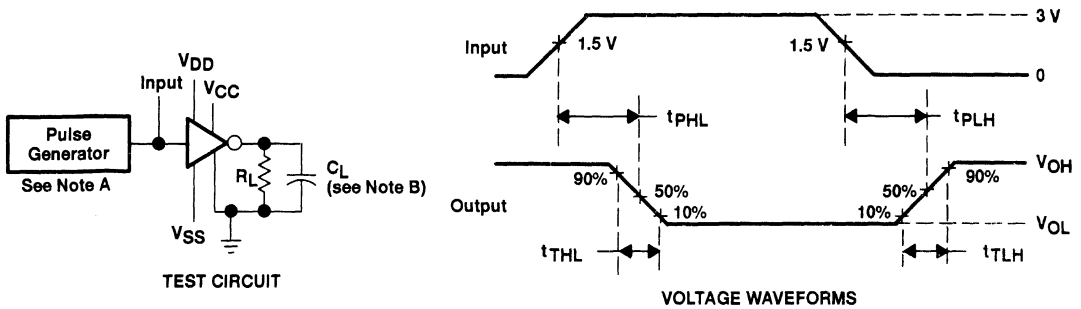 Input
VDD
VCC
Pulse
Generator
See Note A
RL
CL
(see Note B)
VSS
TEST CIRCUIT
Input
1.5 V
1.5 V
3 V
0
tPHL
tPLH
Output
90%
50%
10%
10%
50%
90%
VOH
VOL
tTHL
tTLH
VOLTAGE WAVEFORMS